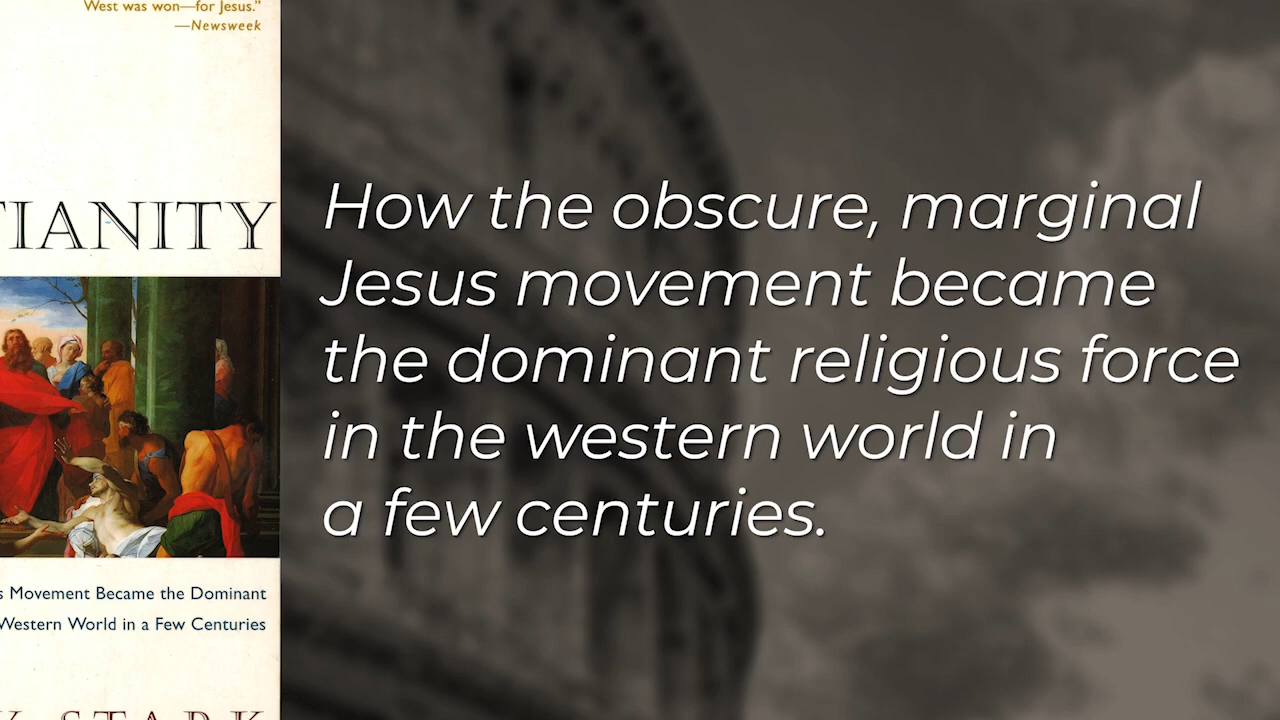 West was won—for Jesus.”
—Newsweek
TIANITY
How the obscure, marginal
Jesus movement became
the dominant religious force
in the western world in
a few centuries.
s Movement Became the Dominant
Western World in a Few Centuries
K STARK